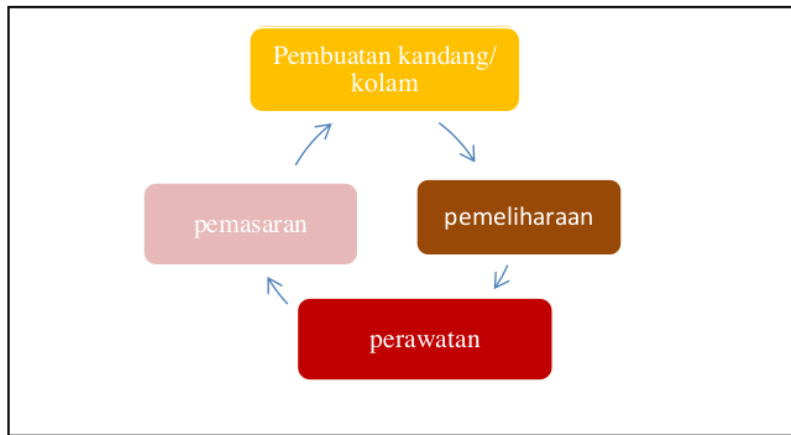 Pembuatan kandang/
kolam
pemasaran
pemeliharaan
perawatan